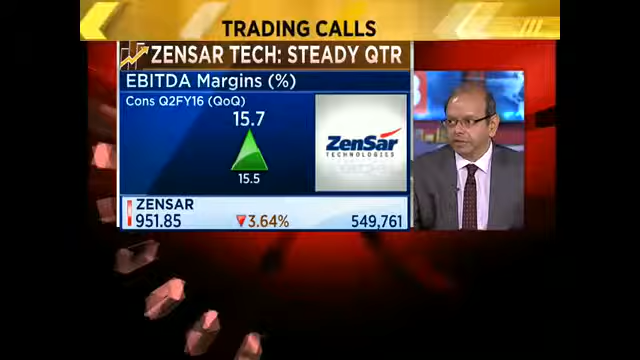 TRADING CALLS
ZENSAR TECH: STEADY QTR
EBITDA Margins (%)
Cons Q2FY16 (QoQ)
15.7
15.5
ZenSar
TECHNOLOGIES
ZENSAR
951.85 ▼3.64% 549,761